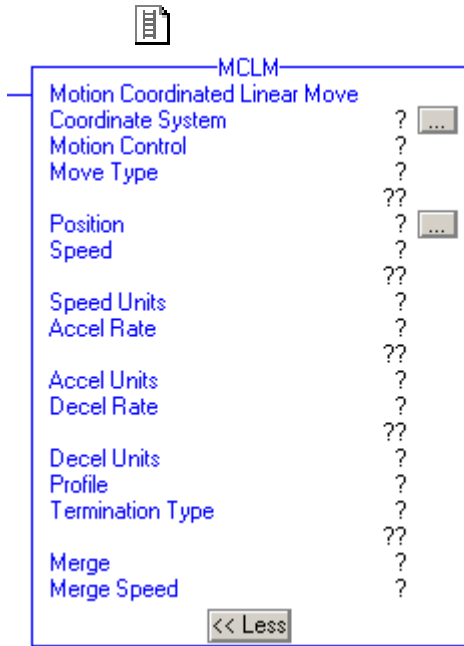 MCLM
Motion Coordinated Linear Move
Coordinate System ? ...
Motion Control ?
Move Type ?
??
Position ? ...
Speed ?
??
Speed Units ?
Accel Rate ?
??
Accel Units ?
Decel Rate ?
??
Decel Units ?
Profile ?
Termination Type ?
??
Merge ?
Merge Speed ?
<< Less